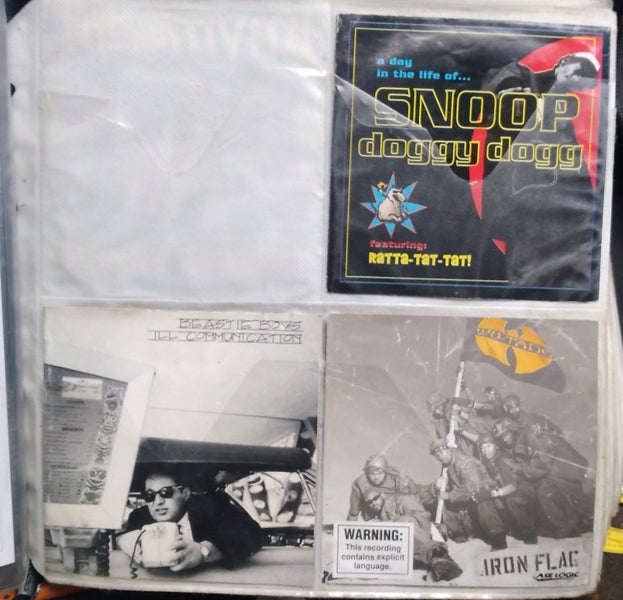 a day
in the life of...
SNOOP
doggy dogg
featuring:
RaTTa-TaT-TaT!
BEASTIE BOYS
ILL COMMUNICATION
WU-TANG
WARNING:
This recording
contains explicit
language.
IRON FLAG